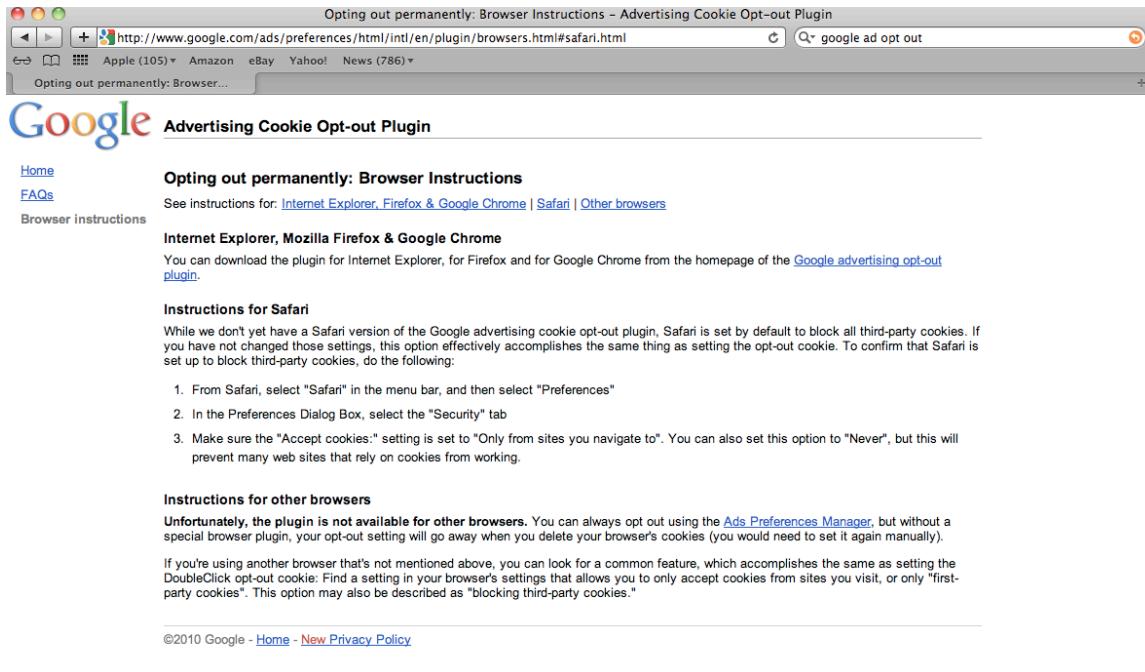 Opting out permanently: Browser Instructions – Advertising Cookie Opt-out Plugin
http://www.google.com/ads/preferences/html/intl/en/plugin/browsers.html#safari.html
google ad opt out
Apple (105) Amazon eBay Yahoo! News (786)
Opting out permanently: Browser...
Google
Advertising Cookie Opt-out Plugin
Home
FAQs
Browser instructions
Opting out permanently: Browser Instructions
See instructions for: Internet Explorer, Firefox & Google Chrome | Safari | Other browsers
Internet Explorer, Mozilla Firefox & Google Chrome
You can download the plugin for Internet Explorer, for Firefox and for Google Chrome from the homepage of the Google advertising opt-out
plugin.
Instructions for Safari
While we don't yet have a Safari version of the Google advertising cookie opt-out plugin, Safari is set by default to block all third-party cookies. If
you have not changed those settings, this option effectively accomplishes the same thing as setting the opt-out cookie. To confirm that Safari is
set up to block third-party cookies, do the following:
1. From Safari, select "Safari" in the menu bar, and then select "Preferences"
2. In the Preferences Dialog Box, select the "Security" tab
3. Make sure the "Accept cookies:" setting is set to "Only from sites you navigate to". You can also set this option to "Never", but this will
prevent many web sites that rely on cookies from working.
Instructions for other browsers
Unfortunately, the plugin is not available for other browsers. You can always opt out using the Ads Preferences Manager, but without a
special browser plugin, your opt-out setting will go away when you delete your browser's cookies (you would need to set it again manually).
If you're using another browser that's not mentioned above, you can look for a common feature, which accomplishes the same as setting the
DoubleClick opt-out cookie: Find a setting in your browser's settings that allows you to only accept cookies from sites you visit, or only "first-
party cookies". This option may also be described as "blocking third-party cookies."
©2010 Google - Home - New Privacy Policy